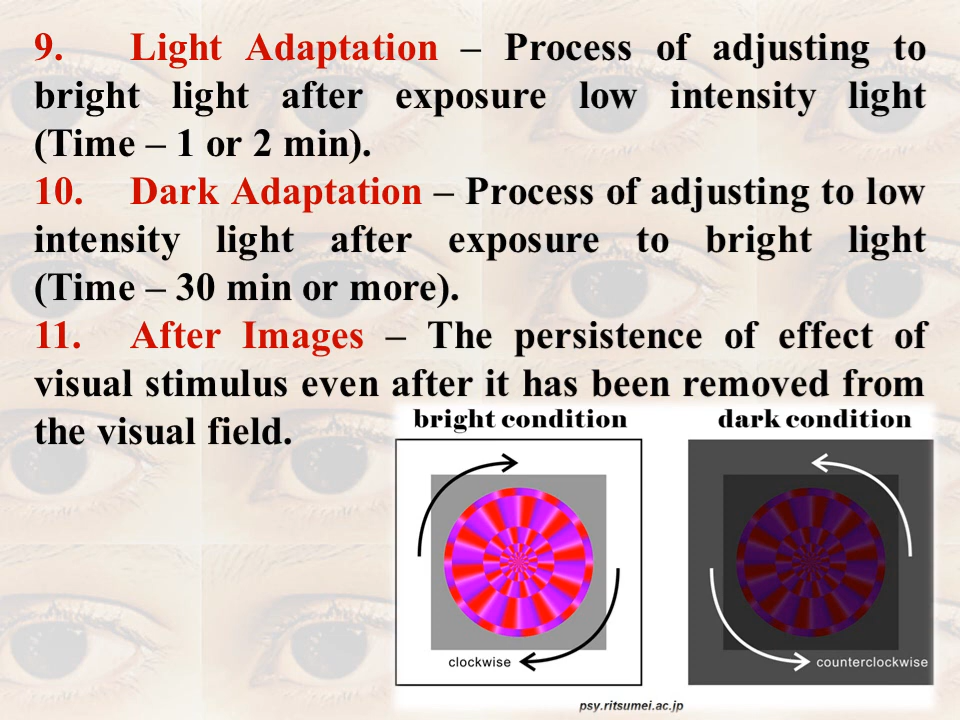 9. Light Adaptation – Process of adjusting to
bright light after exposure low intensity light
(Time – 1 or 2 min).
10. Dark Adaptation – Process of adjusting to low
intensity light after exposure to bright light
(Time – 30 min or more).
11. After Images – The persistence of effect of
visual stimulus even after it has been removed from
the visual field.
bright condition
dark condition
clockwise
counterclockwise
psy.ritsumei.ac.jp